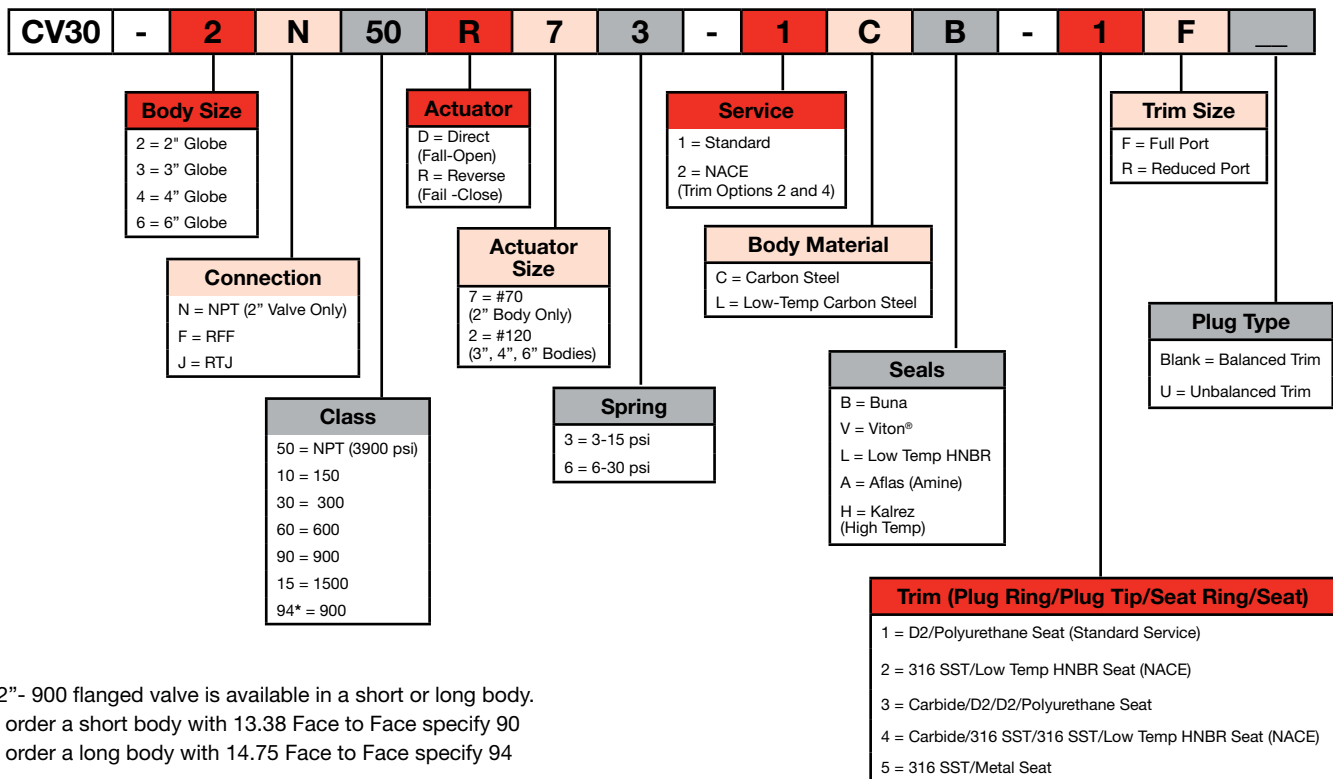 CV30 - 2 N 50 R 7 3 - 1 C B - 1 F __
Body Size
2 = 2" Globe
3 = 3” Globe
4 = 4” Globe
6 = 6” Globe
Connection
N = NPT (2” Valve Only)
F = RFF
J = RTJ
Class
50 = NPT (3900 psi)
10 = 150
30 = 300
60 = 600
90 = 900
15 = 1500
94* = 900
Actuator
D = Direct
(Fall-Open)
R = Reverse
(Fail -Close)
Actuator
Size
7 = #70
(2” Body Only)
2 = #120
(3”, 4”, 6” Bodies)
Spring
3 = 3-15 psi
6 = 6-30 psi
Service
1 = Standard
2 = NACE
(Trim Options 2 and 4)
Body Material
C = Carbon Steel
L = Low-Temp Carbon Steel
Seals
B = Buna
V = Viton®
L = Low Temp HNBR
A = Aflas (Amine)
H = Kalrez
(High Temp)
Trim (Plug Ring/Plug Tip/Seat Ring/Seat)
1 = D2/Polyurethane Seat (Standard Service)
2 = 316 SST/Low Temp HNBR Seat (NACE)
3 = Carbide/D2/D2/Polyurethane Seat
4 = Carbide/316 SST/316 SST/Low Temp HNBR Seat (NACE)
5 = 316 SST/Metal Seat
Trim Size
F = Full Port
R = Reduced Port
Plug Type
Blank = Balanced Trim
U = Unbalanced Trim
2”- 900 flanged valve is available in a short or long body.
order a short body with 13.38 Face to Face specify 90
order a long body with 14.75 Face to Face specify 94